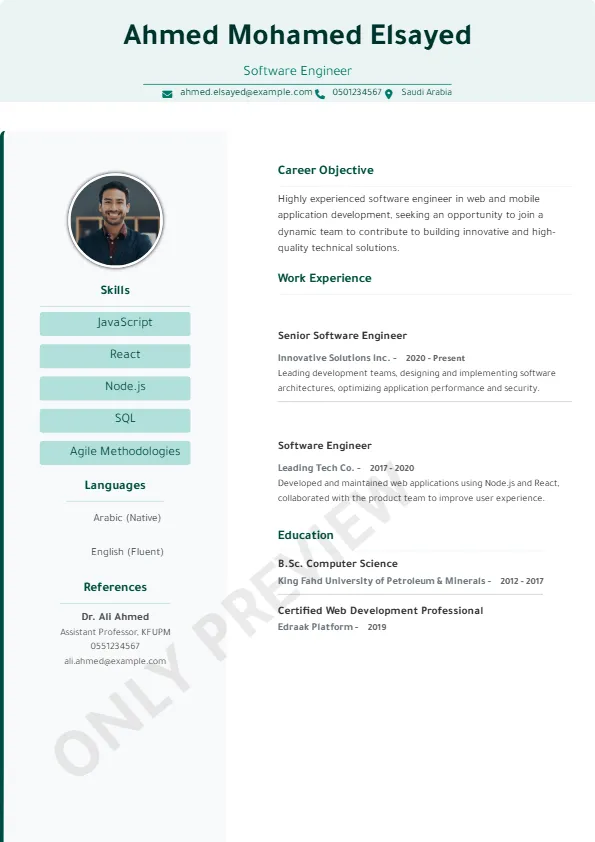 Ahmed Mohamed Elsayed
Software Engineer
ahmed.elsayed@example.com 0501234567 Saudi Arabia
Skills
JavaScript
React
Node.js
SQL
Agile Methodologies
Languages
Arabic (Native)
English (Fluent)
References
Dr. Ali Ahmed
Assistant Professor, KFUPM
0551234567
ali.ahmed@example.com
Career Objective
Highly experienced software engineer in web and mobile
application development, seeking an opportunity to join a
dynamic team to contribute to building innovative and high-
quality technical solutions.
Work Experience
Senior Software Engineer
Innovative Solutions Inc. - 2020 - Present
Leading development teams, designing and implementing software
architectures, optimizing application performance and security.
Software Engineer
Leading Tech Co. - 2017 - 2020
Developed and maintained web applications using Node.js and React,
collaborated with the product team to improve user experience.
Education
B.Sc. Computer Science
King Fahd University of Petroleum & Minerals - 2012 - 2017
Certified Web Development Professional
Edraak Platform - 2019
ONLY PREVIEW